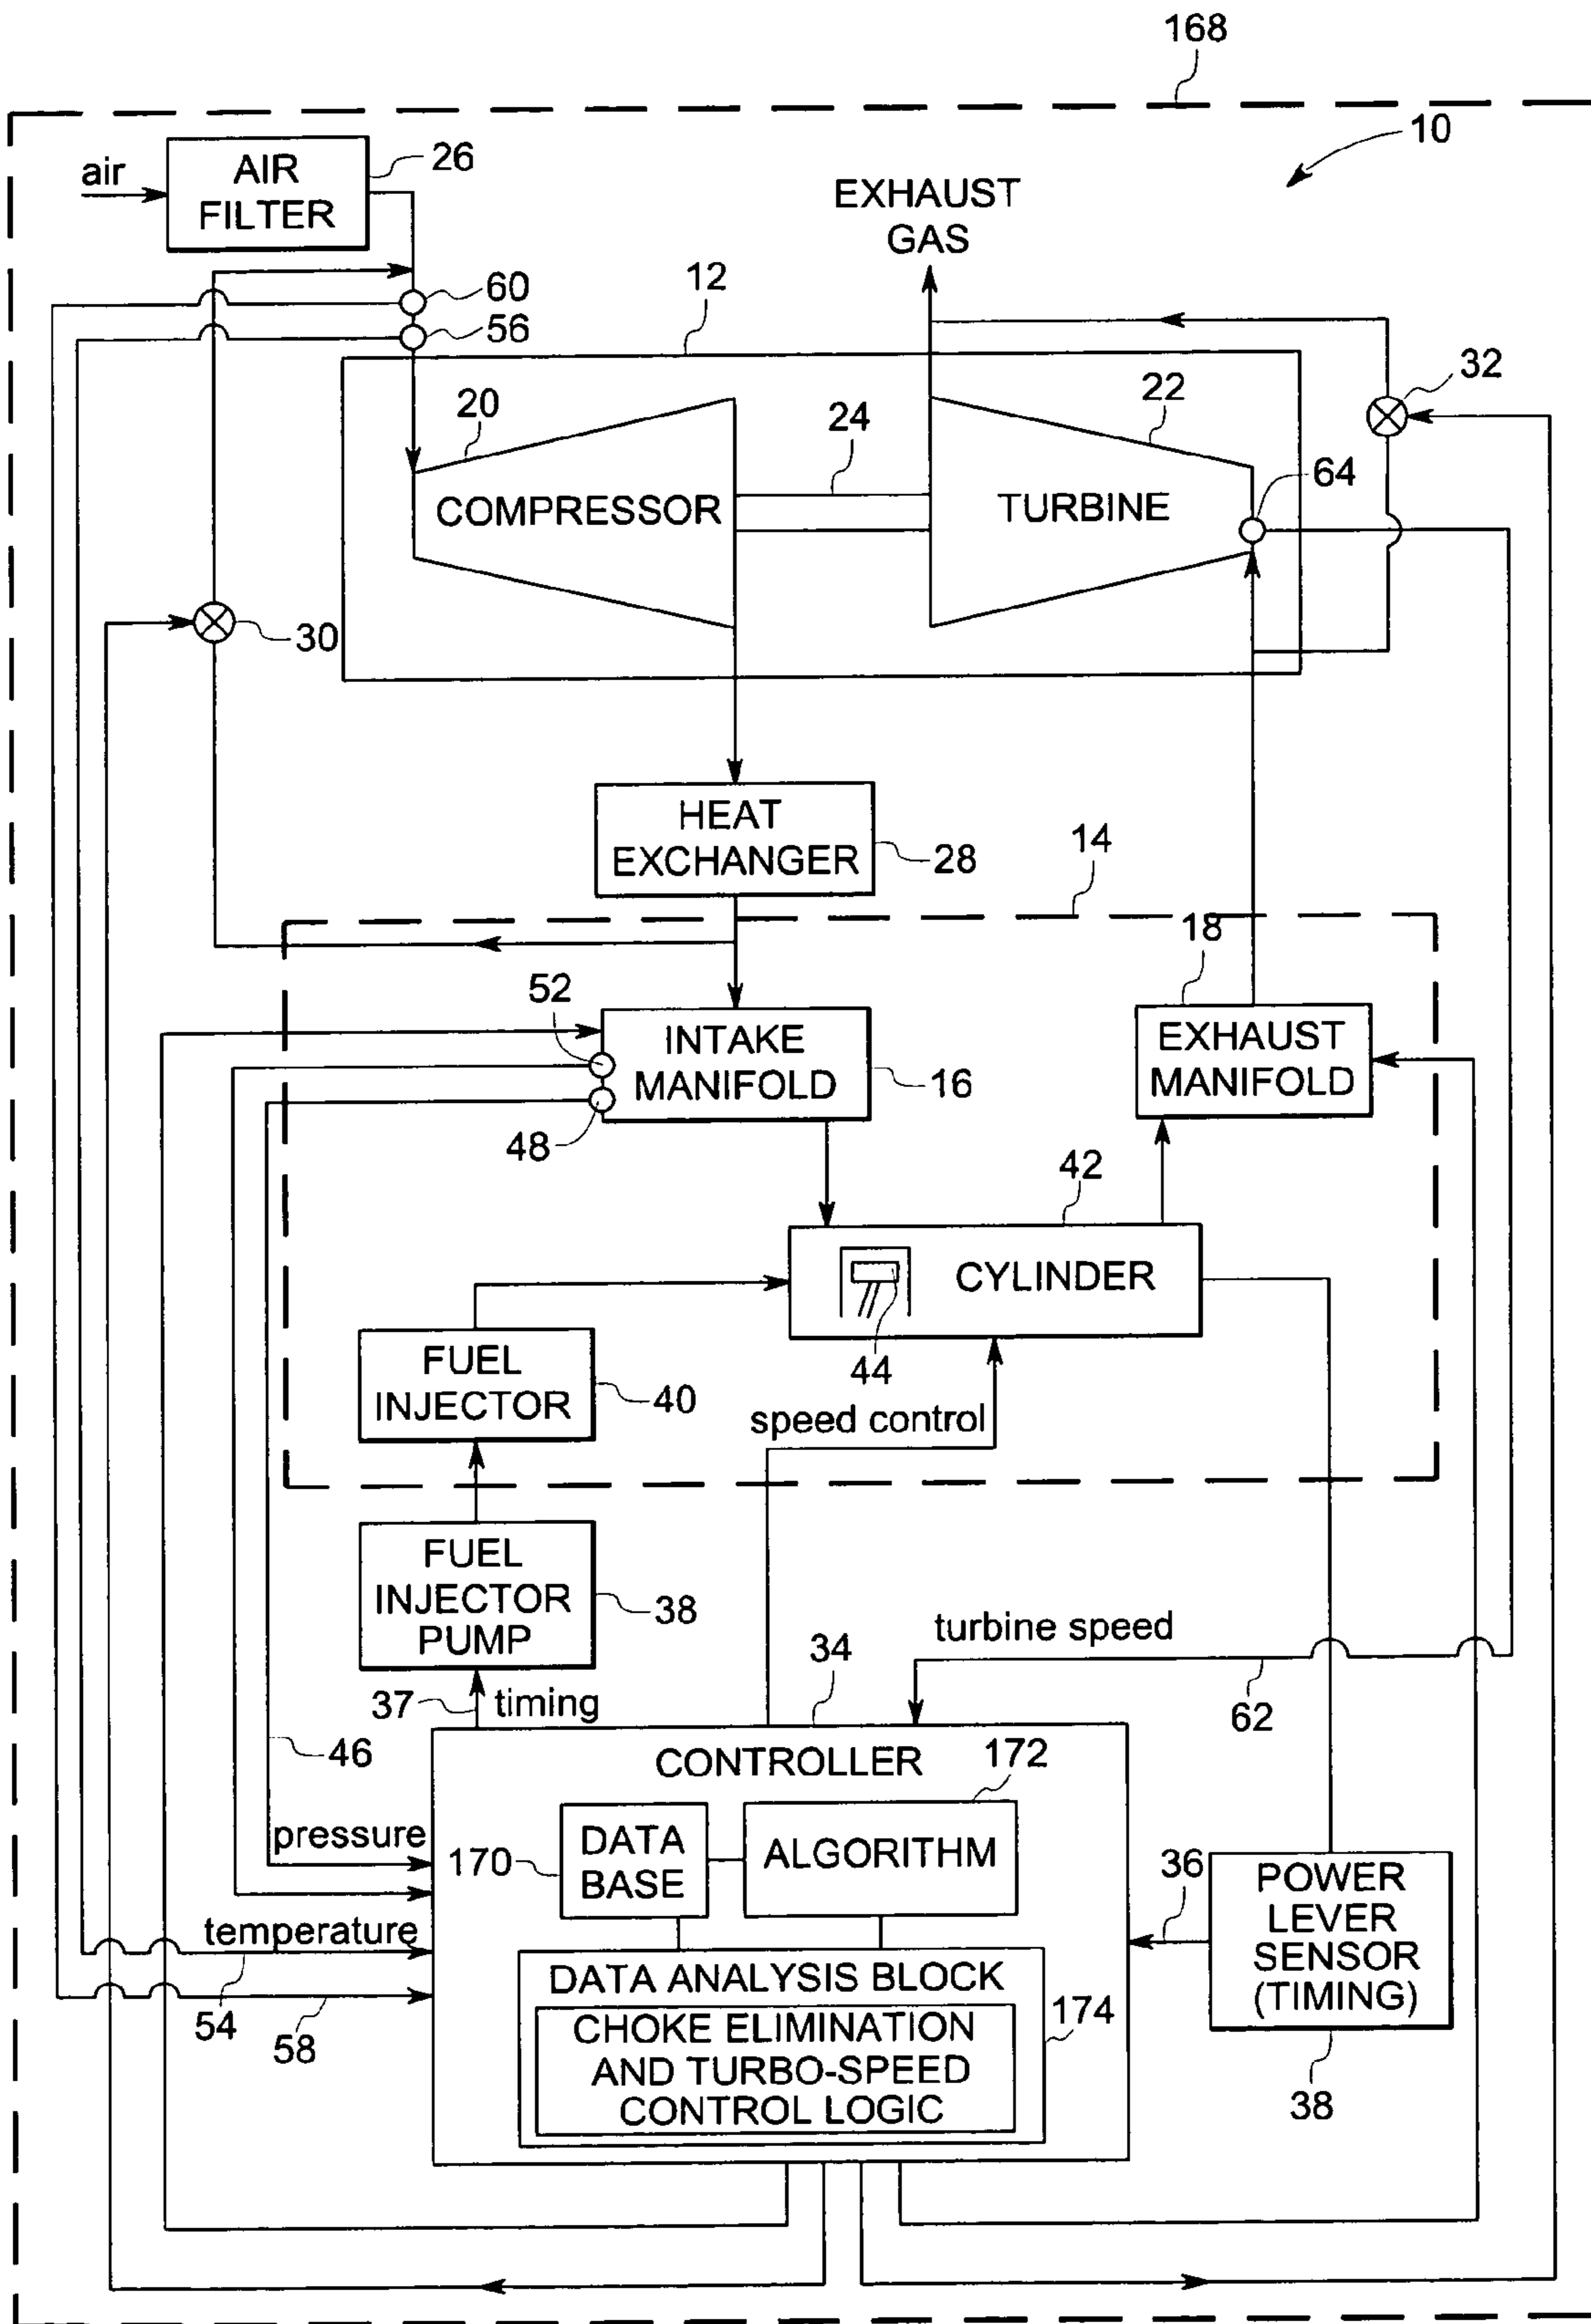 168
10
air
AIR
FILTER
26
EXHAUST
GAS
60
56
12
32
20
24
22
64
COMPRESSOR
TURBINE
30
HEAT
EXCHANGER
28
14
18
52
INTAKE
MANIFOLD
16
EXHAUST
MANIFOLD
48
42
CYLINDER
44
FUEL
INJECTOR
40
speed control
FUEL
INJECTOR
PUMP
38
turbine speed
34
62
37
timing
46
CONTROLLER
172
pressure
170
DATA
BASE
ALGORITHM
36
POWER
LEVER
SENSOR
(TIMING)
38
temperature
54
58
DATA ANALYSIS BLOCK
174
CHOKE ELIMINATION
AND TURBO-SPEED
CONTROL LOGIC